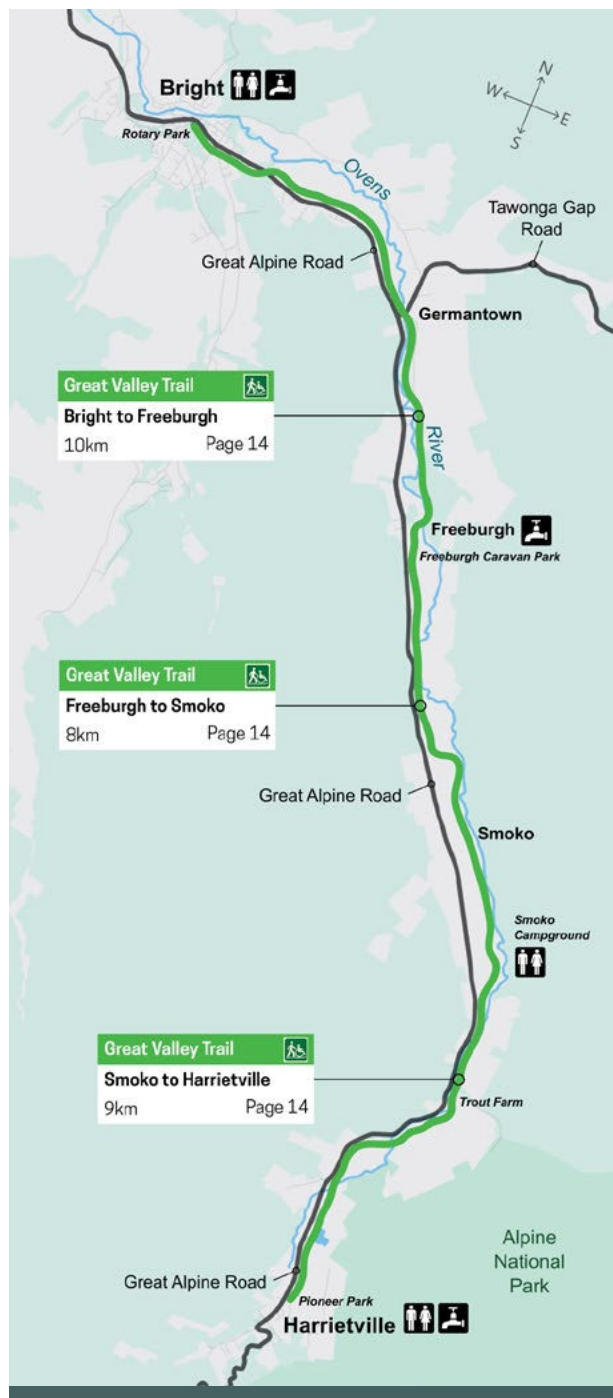 Bright
Rotary Park
N
W
E
S
Ovens
Tawonga Gap
Road
Great Alpine Road
Germantown
Great Valley Trail
Bright to Freeburgh
10km Page 14
River
Freeburgh
Freeburgh Caravan Park
Great Valley Trail
Freeburgh to Smoko
8km Page 14
Great Alpine Road
Smoko
Smoko
Campground
Great Valley Trail
Smoko to Harrietville
9km Page 14
Trout Farm
Alpine
National
Park
Great Alpine Road
Pioneer Park
Harrietville